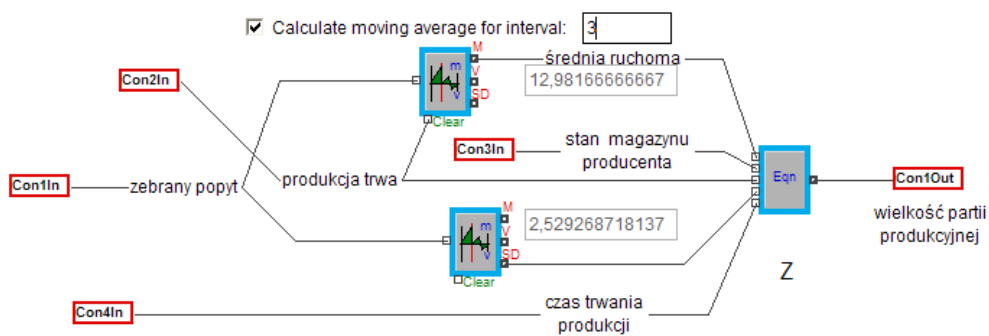 Calculate moving average for interval: 3
M
V
SD
m
v
Clear
średnia ruchoma
12,98166666667
Con2In
Con3In
stan magazynu
producenta
Con1In
zebrany popyt
produkcja trwa
Eqn
Con1Out
wielkość partii
produkcyjnej
M
V
SD
m
v
Clear
2,529268718137
Z
Con4In
czas trwania
produkcji